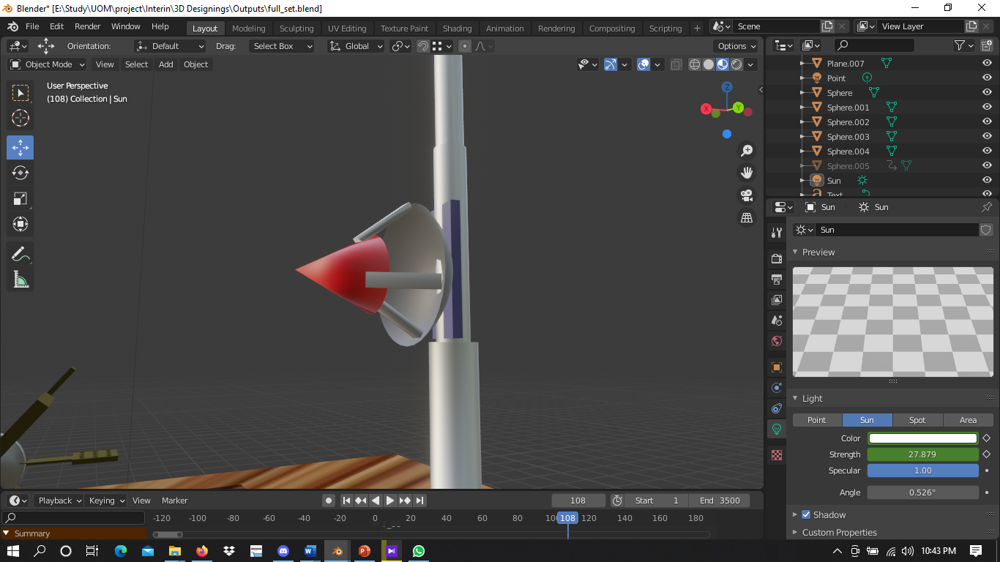 Blender* [E:\Study\UOM\project\Interin\3D Designings\Outputs\full_set.blend]
File Edit Render Window Help Layout Modeling Sculpting UV Editing Texture Paint Shading Animation Rendering Compositing Scripting + Scene View Layer
Orientation: Default Drag: Select Box Global Options
Object Mode View Select Add Object
User Perspective
(108) Collection | Sun
Z
X Y
Plane.007
Point
Sphere
Sphere.001
Sphere.002
Sphere.003
Sphere.004
Sphere.005
Sun
Text
Sun Sun
Sun
Preview
Light
Point Sun Spot Area
Color
Strength 27.879
Specular 1.00
Angle 0.526°
Shadow
Custom Properties
Playback Keying View Marker 108 Start 1 End 3500
-120 -100 -80 -60 -40 -20 0 20 40 60 80 100 108 120 140 160 180
Summary
10:43 PM